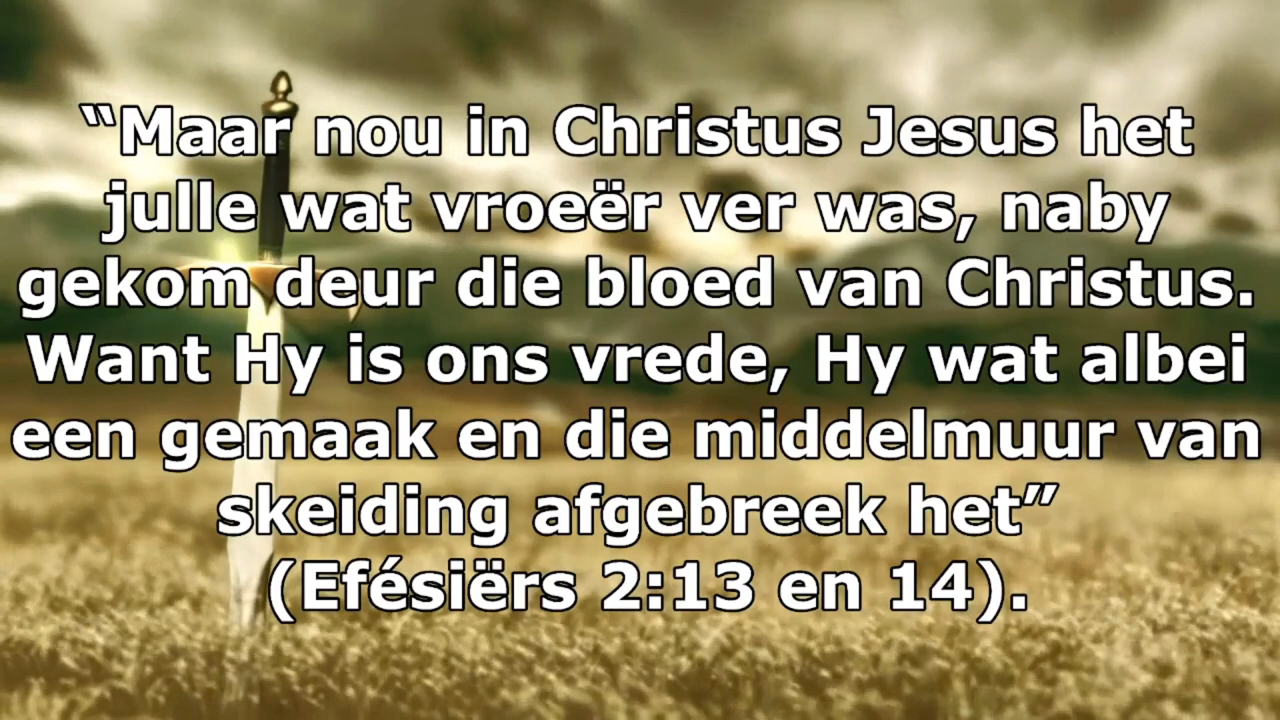 “Maar nou in Christus Jesus het
julle wat vroeër ver was, naby
gekom deur die bloed van Christus.
Want Hy is ons vrede, Hy wat albei
een gemaak en die middelmuur van
skeiding afgebreek het”
(Efésiërs 2:13 en 14).